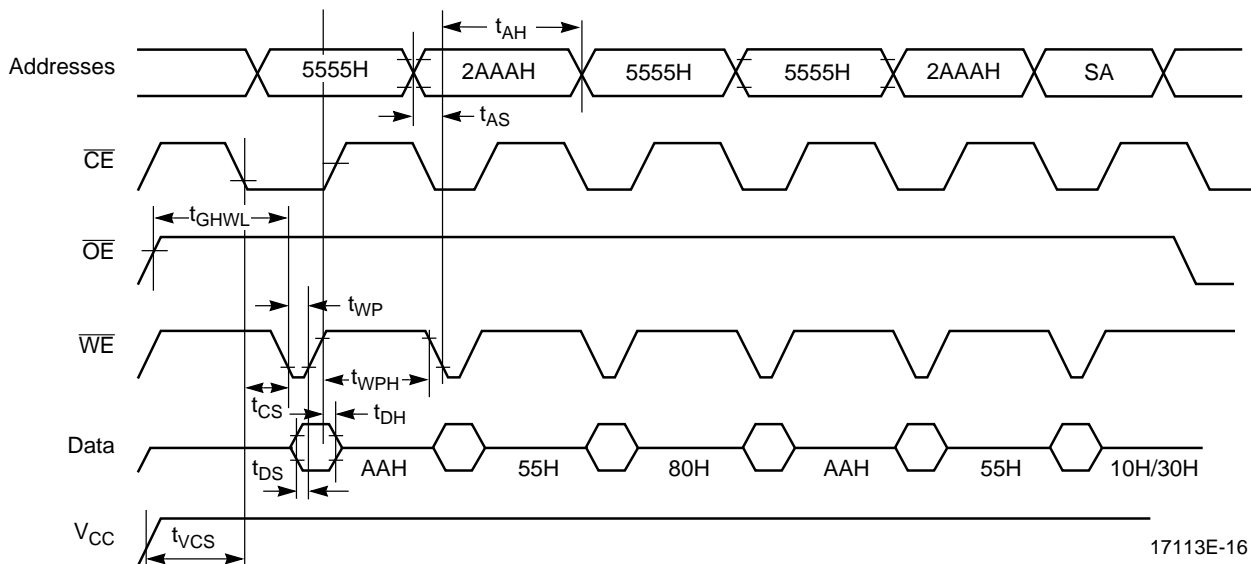 tAH
Addresses 5555H 2AAAH 5555H 5555H 2AAAH SA
tAS
CE
tGHWL
OE
tWP
WE
tWPH
tCS tDH
Data
tDS AAH 55H 80H AAH 55H 10H/30H
VCC tVCS
17113E-16